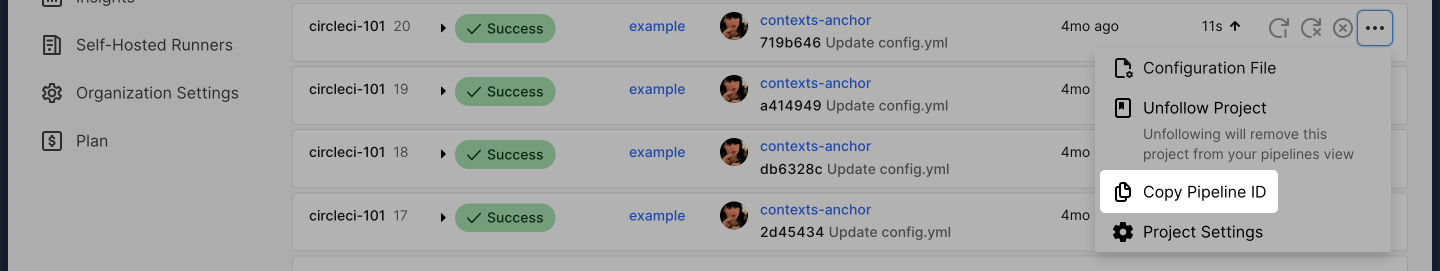 Insights
Self-Hosted Runners
Organization Settings
Plan
circleci-101 20 Success example contexts-anchor 4mo ago 11s
719b646 Update config.yml
circleci-101 19 Success example contexts-anchor 4mo
a414949 Update config.yml
circleci-101 18 Success example contexts-anchor 4mo
db6328c Update config.yml
circleci-101 17 Success example contexts-anchor 4mo
2d45434 Update config.yml
Configuration File
Unfollow Project
Unfollowing will remove this
project from your pipelines view
Copy Pipeline ID
Project Settings